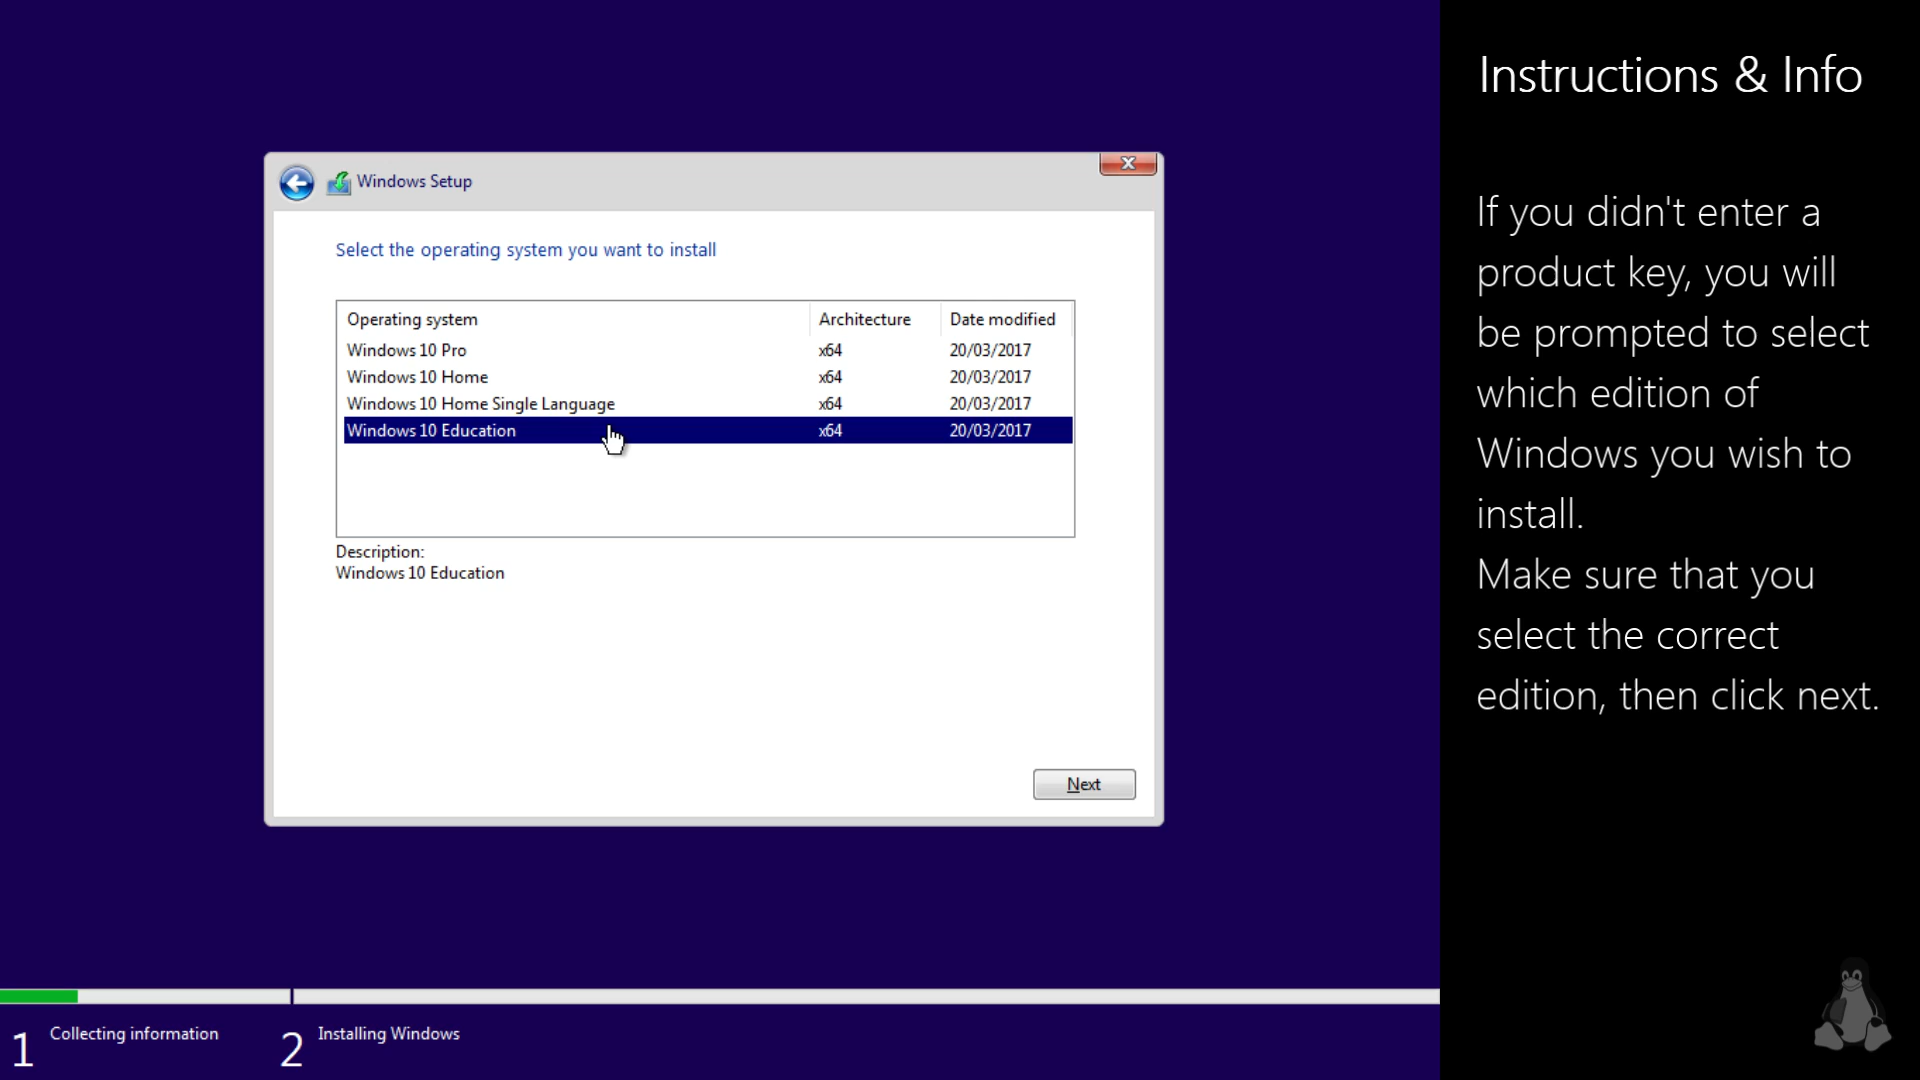 Instructions & Info
If you didn't enter a
product key, you will
be prompted to select
which edition of
Windows you wish to
install.
Make sure that you
select the correct
edition, then click next.
Windows Setup
Select the operating system you want to install
Operating system Architecture Date modified
Windows 10 Pro x64 20/03/2017
Windows 10 Home x64 20/03/2017
Windows 10 Home Single Language x64 20/03/2017
Windows 10 Education x64 20/03/2017
Description:
Windows 10 Education
Next
1 Collecting information 2 Installing Windows